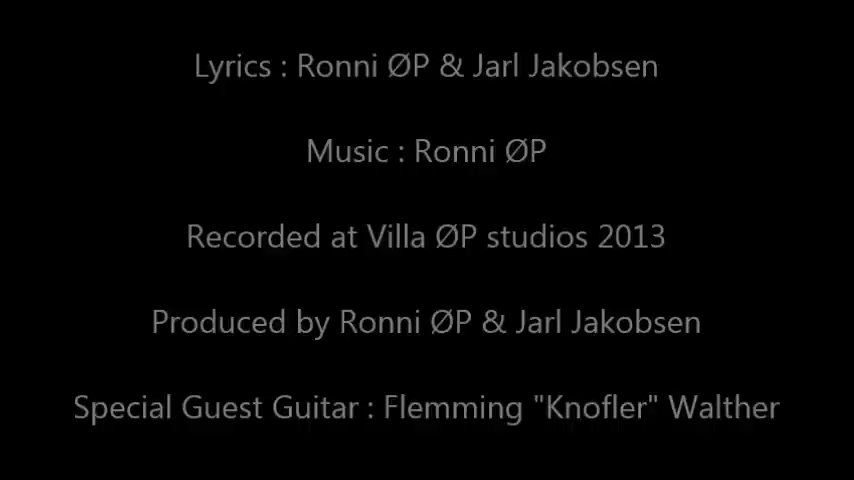 Lyrics : Ronni ØP & Jarl Jakobsen
Music : Ronni ØP
Recorded at Villa ØP studios 2013
Produced by Ronni ØP & Jarl Jakobsen
Special Guest Guitar : Flemming "Knofler" Walther